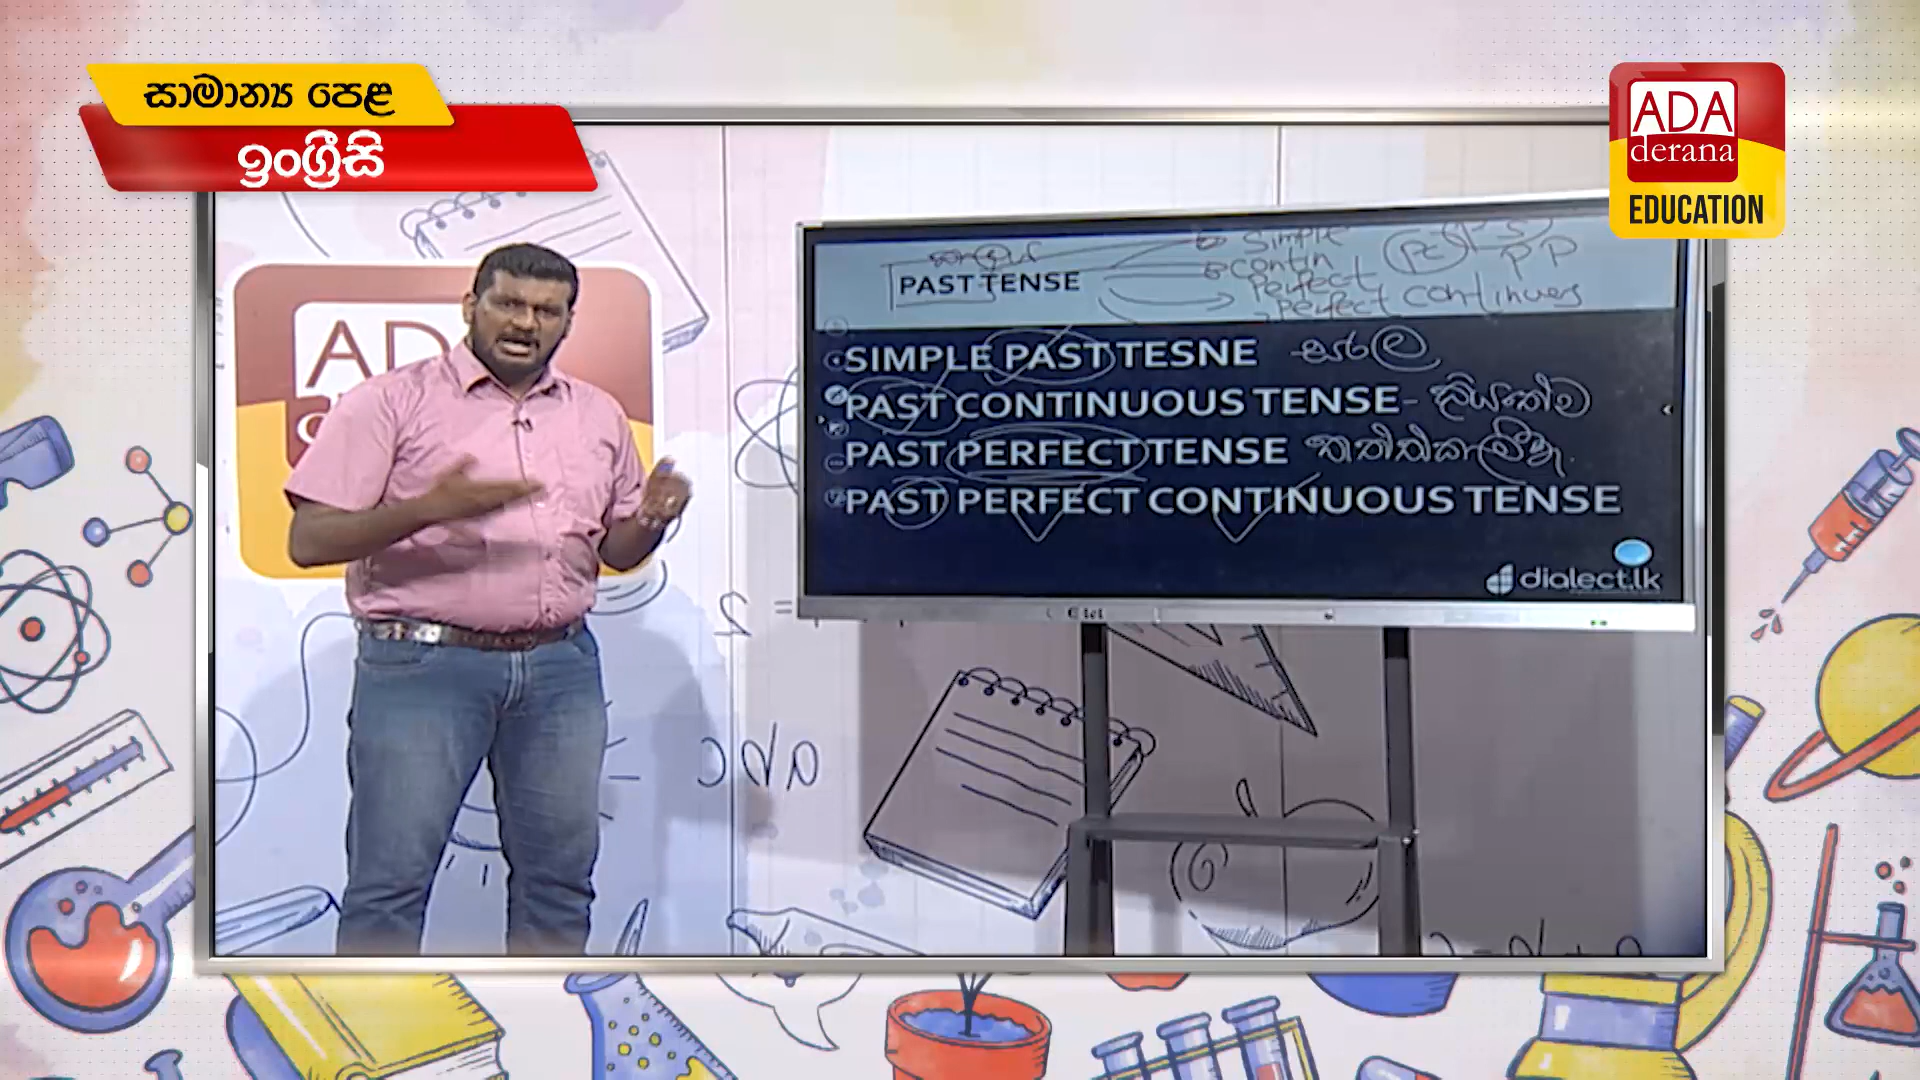 සාමාන්‍ය පෙළ
ඉංග්‍රීසි
ADA
derana
EDUCATION
PAST TENSE
Simple
contin
perfect
perfect continues
PP
SIMPLE PAST TESNE සරල
PAST CONTINUOUS TENSE -
PAST PERFECT TENSE
PAST PERFECT CONTINUOUS TENSE
dialect.lk